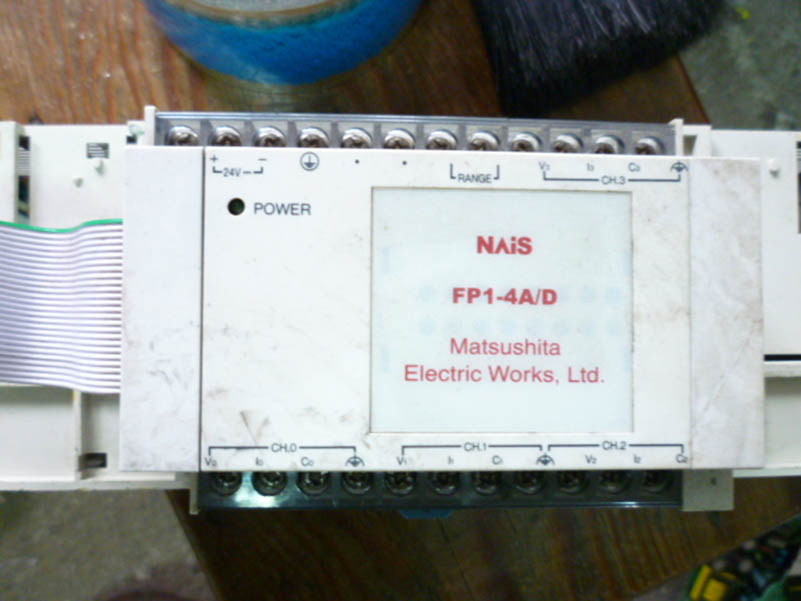 + 24V - RANGE V3 I3 C3
CH.3
POWER
NAiS
FP1-4A/D
Matsushita
Electric Works, Ltd.
CH.0 CH.1 CH.2
V0 I0 C0 V1 I1 C1 V2 I2 C2